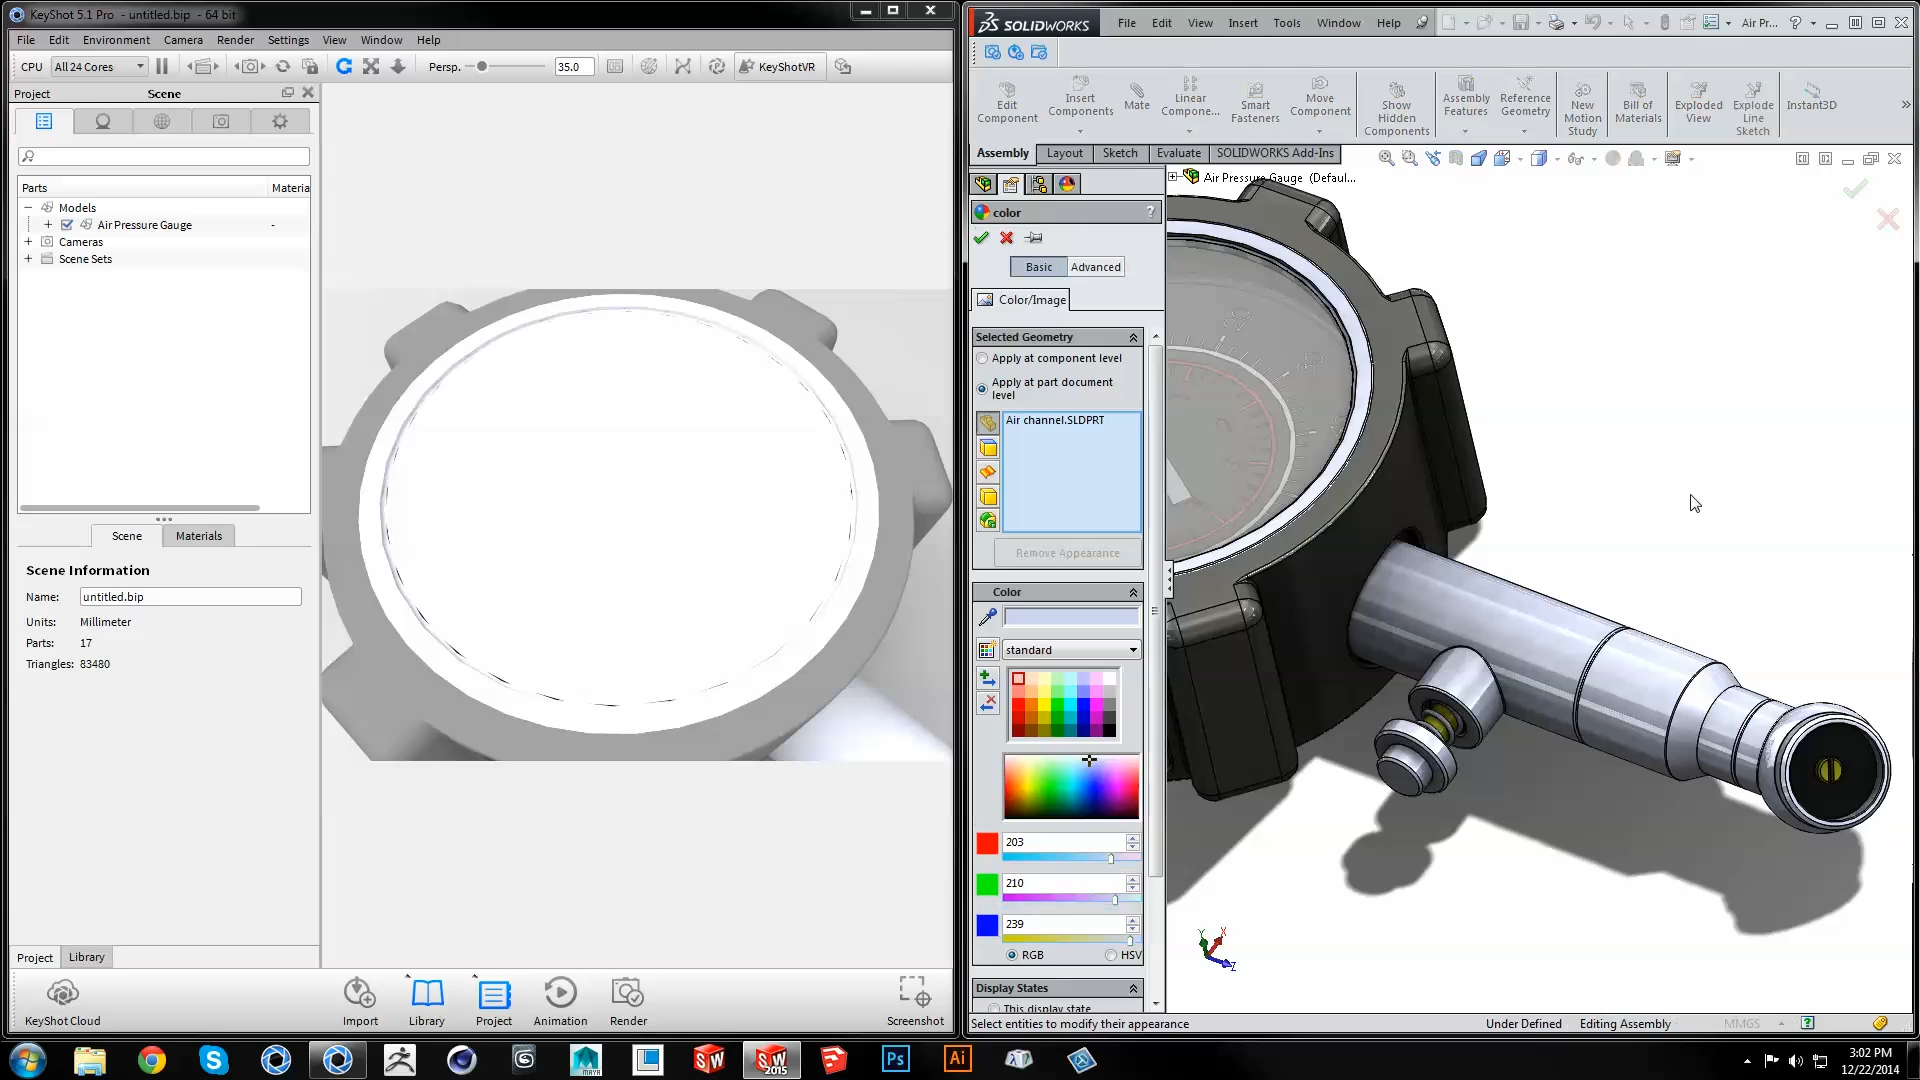 KeyShot 5.1 Pro - untitled.bip - 64 bit
File Edit Environment Camera Render Settings View Window Help
CPU All 24 Cores Persp. 35.0 KeyShotVR
Project Scene
Parts Materia
Models
Air Pressure Gauge -
Cameras
Scene Sets
Scene Materials
Scene Information
Name: untitled.bip
Units: Millimeter
Parts: 17
Triangles: 83480
Project Library
KeyShot Cloud Import Library Project Animation Render Screenshot
SOLIDWORKS File Edit View Insert Tools Window Help Air Pr... ?
Edit Component
Insert Components
Mate
Linear Compone...
Smart Fasteners
Move Component
Show Hidden Components
Assembly Features
Reference Geometry
New Motion Study
Bill of Materials
Exploded View
Explode Line Sketch
Instant3D
Assembly Layout Sketch Evaluate SOLIDWORKS Add-Ins
Air Pressure Gauge (Defaul...
color ?
Basic Advanced
Color/Image
Selected Geometry
Apply at component level
Apply at part document
level
Air channel.SLDPRT
Remove Appearance
Color
standard
203
210
239
RGB HSV
Display States
This display state
Y X
Z
Select entities to modify their appearance Under Defined Editing Assembly MMGS ?
MAYA SW SW 2015 Ps Ai
3:02 PM
12/22/2014